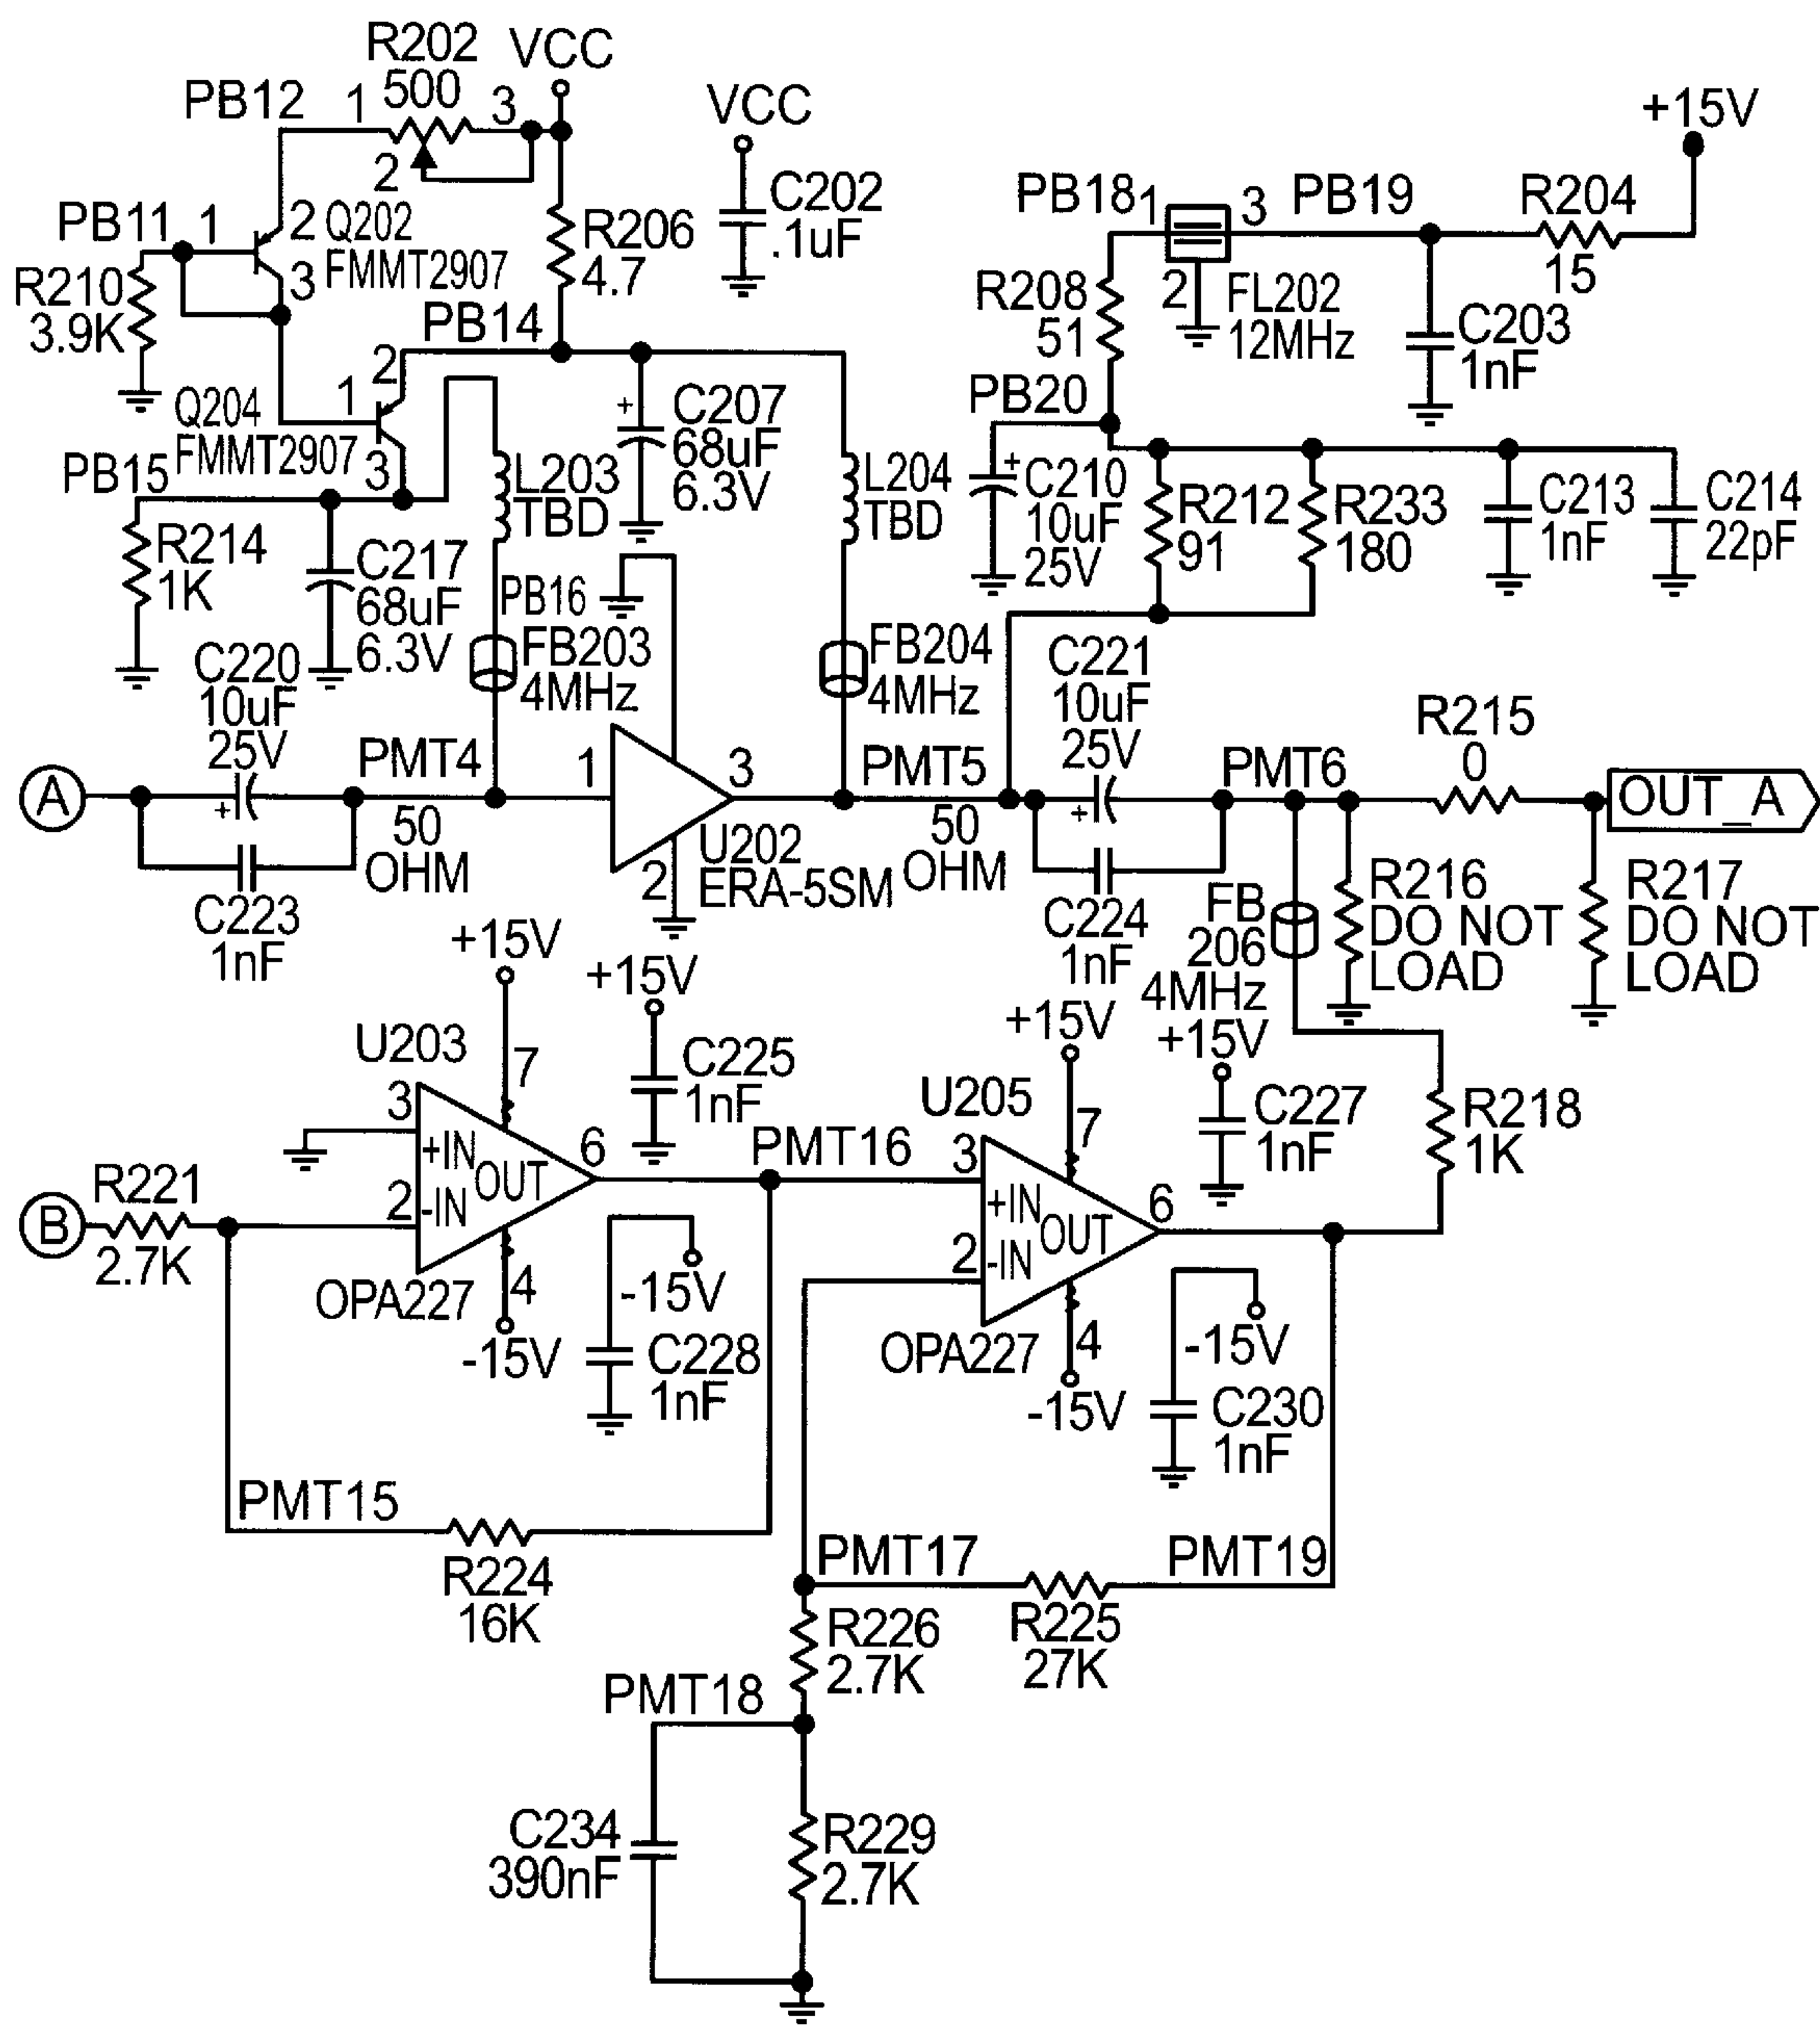 R202
500
VCC
PB12
1
3
2
VCC
C202
.1uF
+15V
PB11
1
2
Q202
FMMT2907
3
R210
3.9K
R206
4.7
PB18
1
3
PB19
R204
15
2
FL202
12MHz
R208
51
C203
1nF
PB14
2
1
Q204
FMMT2907
3
PB15
C207
68uF
6.3V
L203
TBD
L204
TBD
PB20
C210
10uF
25V
R212
91
R233
180
C213
1nF
C214
22pF
R214
1K
C217
68uF
6.3V
PB16
FB203
4MHz
FB204
4MHz
C220
10uF
25V
C221
10uF
25V
R215
0
A
+
PMT4
50
OHM
1
3
2
U202
ERA-5SM
PMT5
50
OHM
+
PMT6
OUT_A
C223
1nF
C224
1nF
FB
206
4MHz
R216
DO NOT
LOAD
R217
DO NOT
LOAD
+15V
+15V
+15V
+15V
U203
7
3
+IN
OUT
6
2
-IN
4
OPA227
-15V
C225
1nF
PMT16
U205
7
3
+IN
OUT
6
2
-IN
4
OPA227
-15V
C227
1nF
R218
1K
B
R221
2.7K
-15V
C228
1nF
-15V
C230
1nF
PMT15
R224
16K
PMT17
PMT19
R225
27K
R226
2.7K
PMT18
C234
390nF
R229
2.7K
+
+